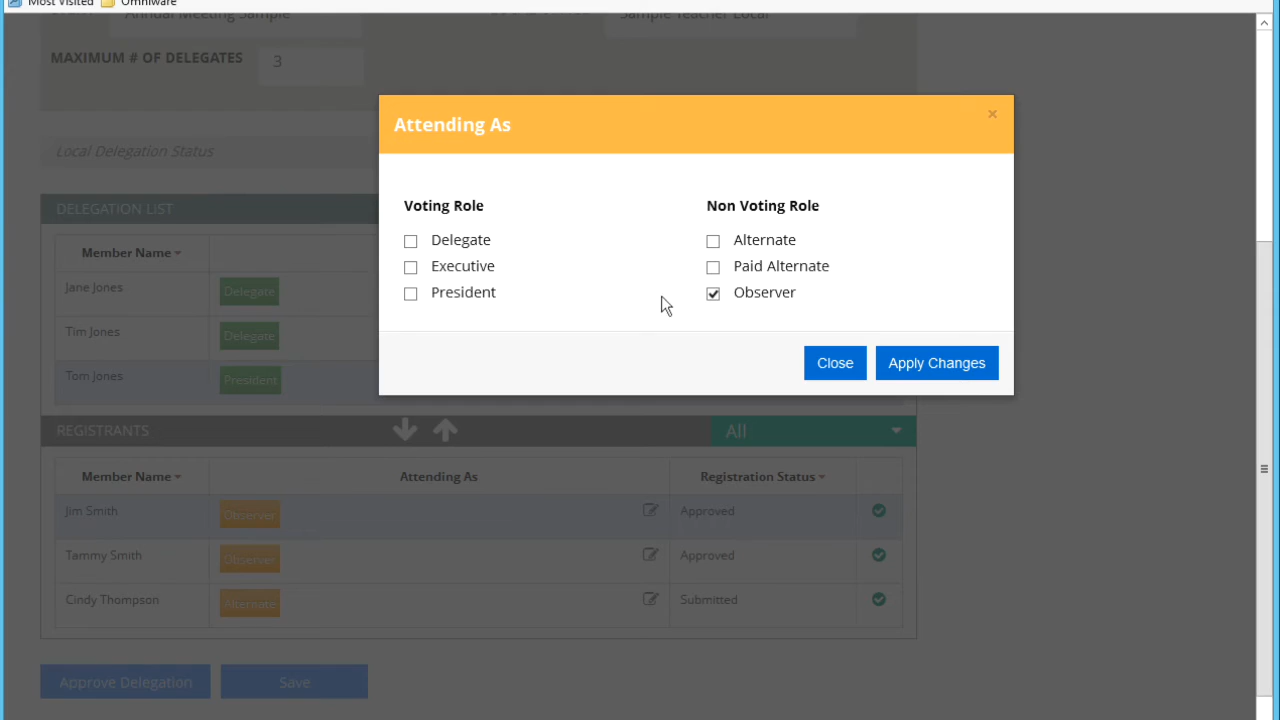 Most Visited Omniware
Annual Meeting Sample Sample Teacher Local
MAXIMUM # OF DELEGATES 3
Attending As ×
Local Delegation Status
Voting Role Non Voting Role
DELEGATION LIST
Delegate Alternate
Member Name
Executive Paid Alternate
Jane Jones Delegate
President Observer
Tim Jones Delegate
Close Apply Changes
Tom Jones President
REGISTRANTS All
Member Name Attending As Registration Status
Jim Smith Observer Approved
Tammy Smith Observer Approved
Cindy Thompson Alternate Submitted
Approve Delegation Save